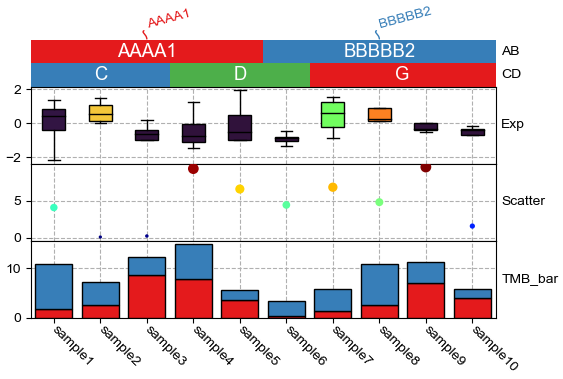 AAAA1 BBBBB2
AAAA1 BBBBB2 AB
C D G CD
2
0
−2
Exp
5
0
Scatter
10
0
TMB_bar
sample1 sample2 sample3 sample4 sample5 sample6 sample7 sample8 sample9 sample10